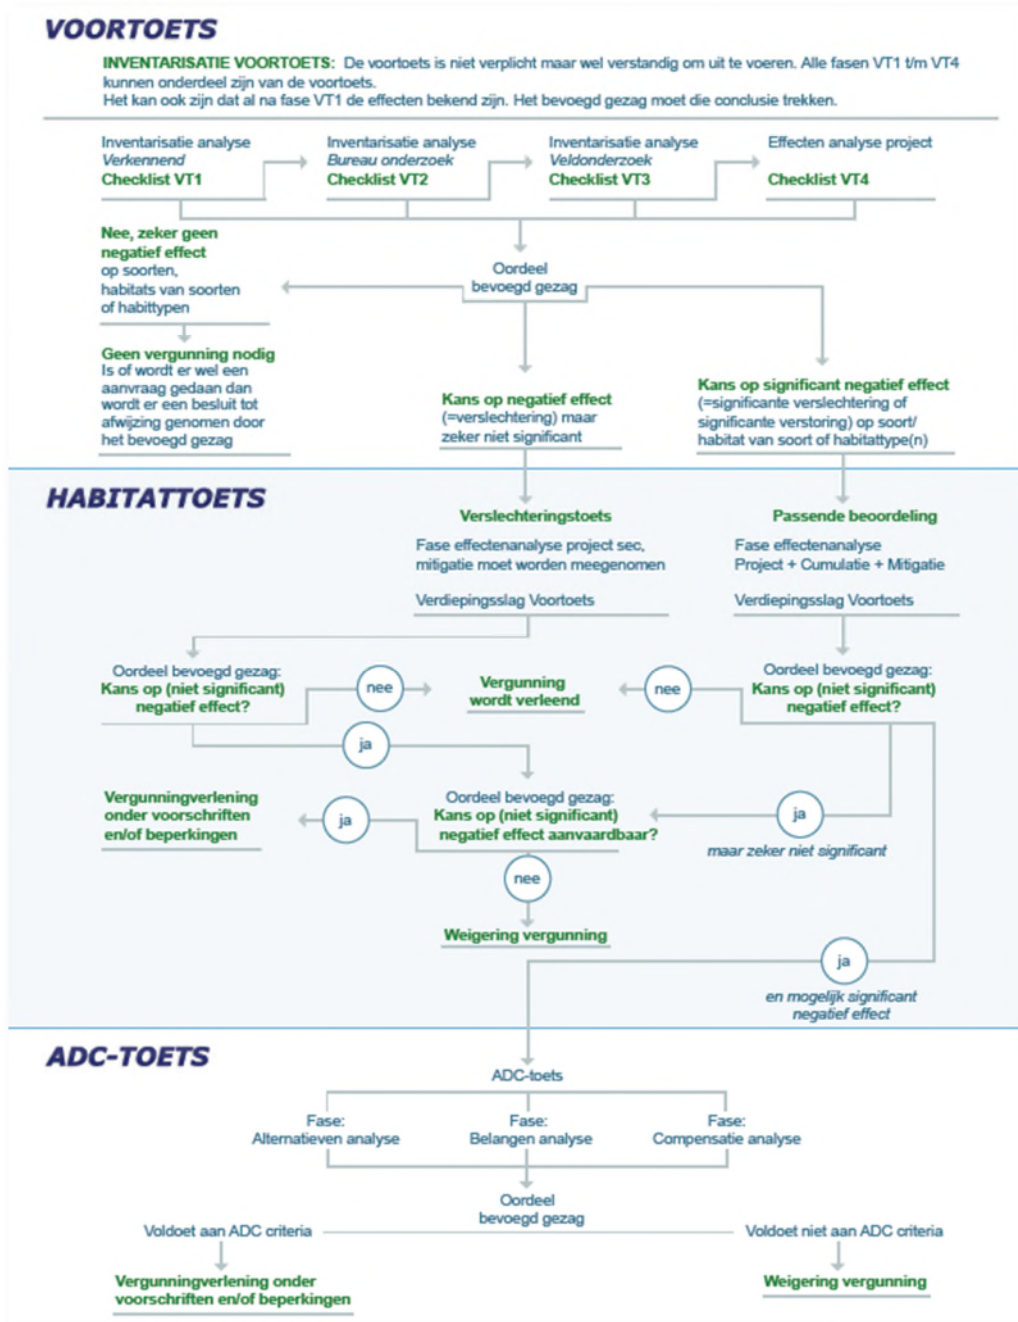 VOORTOETS
INVENTARISATIE VOORTOETS: De voortoets is niet verplicht maar wel verstandig om uit te voeren. Alle fasen VT1 t/m VT4
kunnen onderdeel zijn van de voortoets.
Het kan ook zijn dat al na fase VT1 de effecten bekend zijn. Het bevoegd gezag moet die conclusie trekken.
Inventarisatie analyse
Verkennend
Checklist VT1
Inventarisatie analyse
Bureau onderzoek
Checklist VT2
Inventarisatie analyse
Veldonderzoek
Checklist VT3
Effecten analyse project
Checklist VT4
Nee, zeker geen
negatief effect
op soorten,
habitats van soorten
of habittypen
Oordeel
bevoegd gezag
Geen vergunning nodig
Is of wordt er wel een
aanvraag gedaan dan
wordt er een besluit tot
afwijzing genomen door
het bevoegd gezag
Kans op negatief effect
(=verslechtering) maar
zeker niet significant
Kans op significant negatief effect
(=significante verslechtering of
significante verstoring) op soort/
habitat van soort of habitattype(n)
HABITATTOETS
Verslechteringstoets
Fase effectenanalyse project sec,
mitigatie moet worden meegenomen
Verdiepingsslag Voortoets
Passende beoordeling
Fase effectenanalyse
Project + Cumulatie + Mitigatie
Verdiepingsslag Voortoets
Oordeel bevoegd gezag:
Kans op (niet significant)
negatief effect?
nee
Vergunning
wordt verleend
nee
Oordeel bevoegd gezag:
Kans op (niet significant)
negatief effect?
ja
Vergunningverlening
onder voorschriften
en/of beperkingen
ja
Oordeel bevoegd gezag:
Kans op (niet significant)
negatief effect aanvaardbaar?
ja
maar zeker niet significant
nee
Weigering vergunning
ja
en mogelijk significant
negatief effect
ADC-TOETS
ADC-toets
Fase:
Alternatieven analyse
Fase:
Belangen analyse
Fase:
Compensatie analyse
Oordeel
bevoegd gezag
Voldoet aan ADC criteria
Voldoet niet aan ADC criteria
Vergunningverlening onder
voorschriften en/of beperkingen
Weigering vergunning